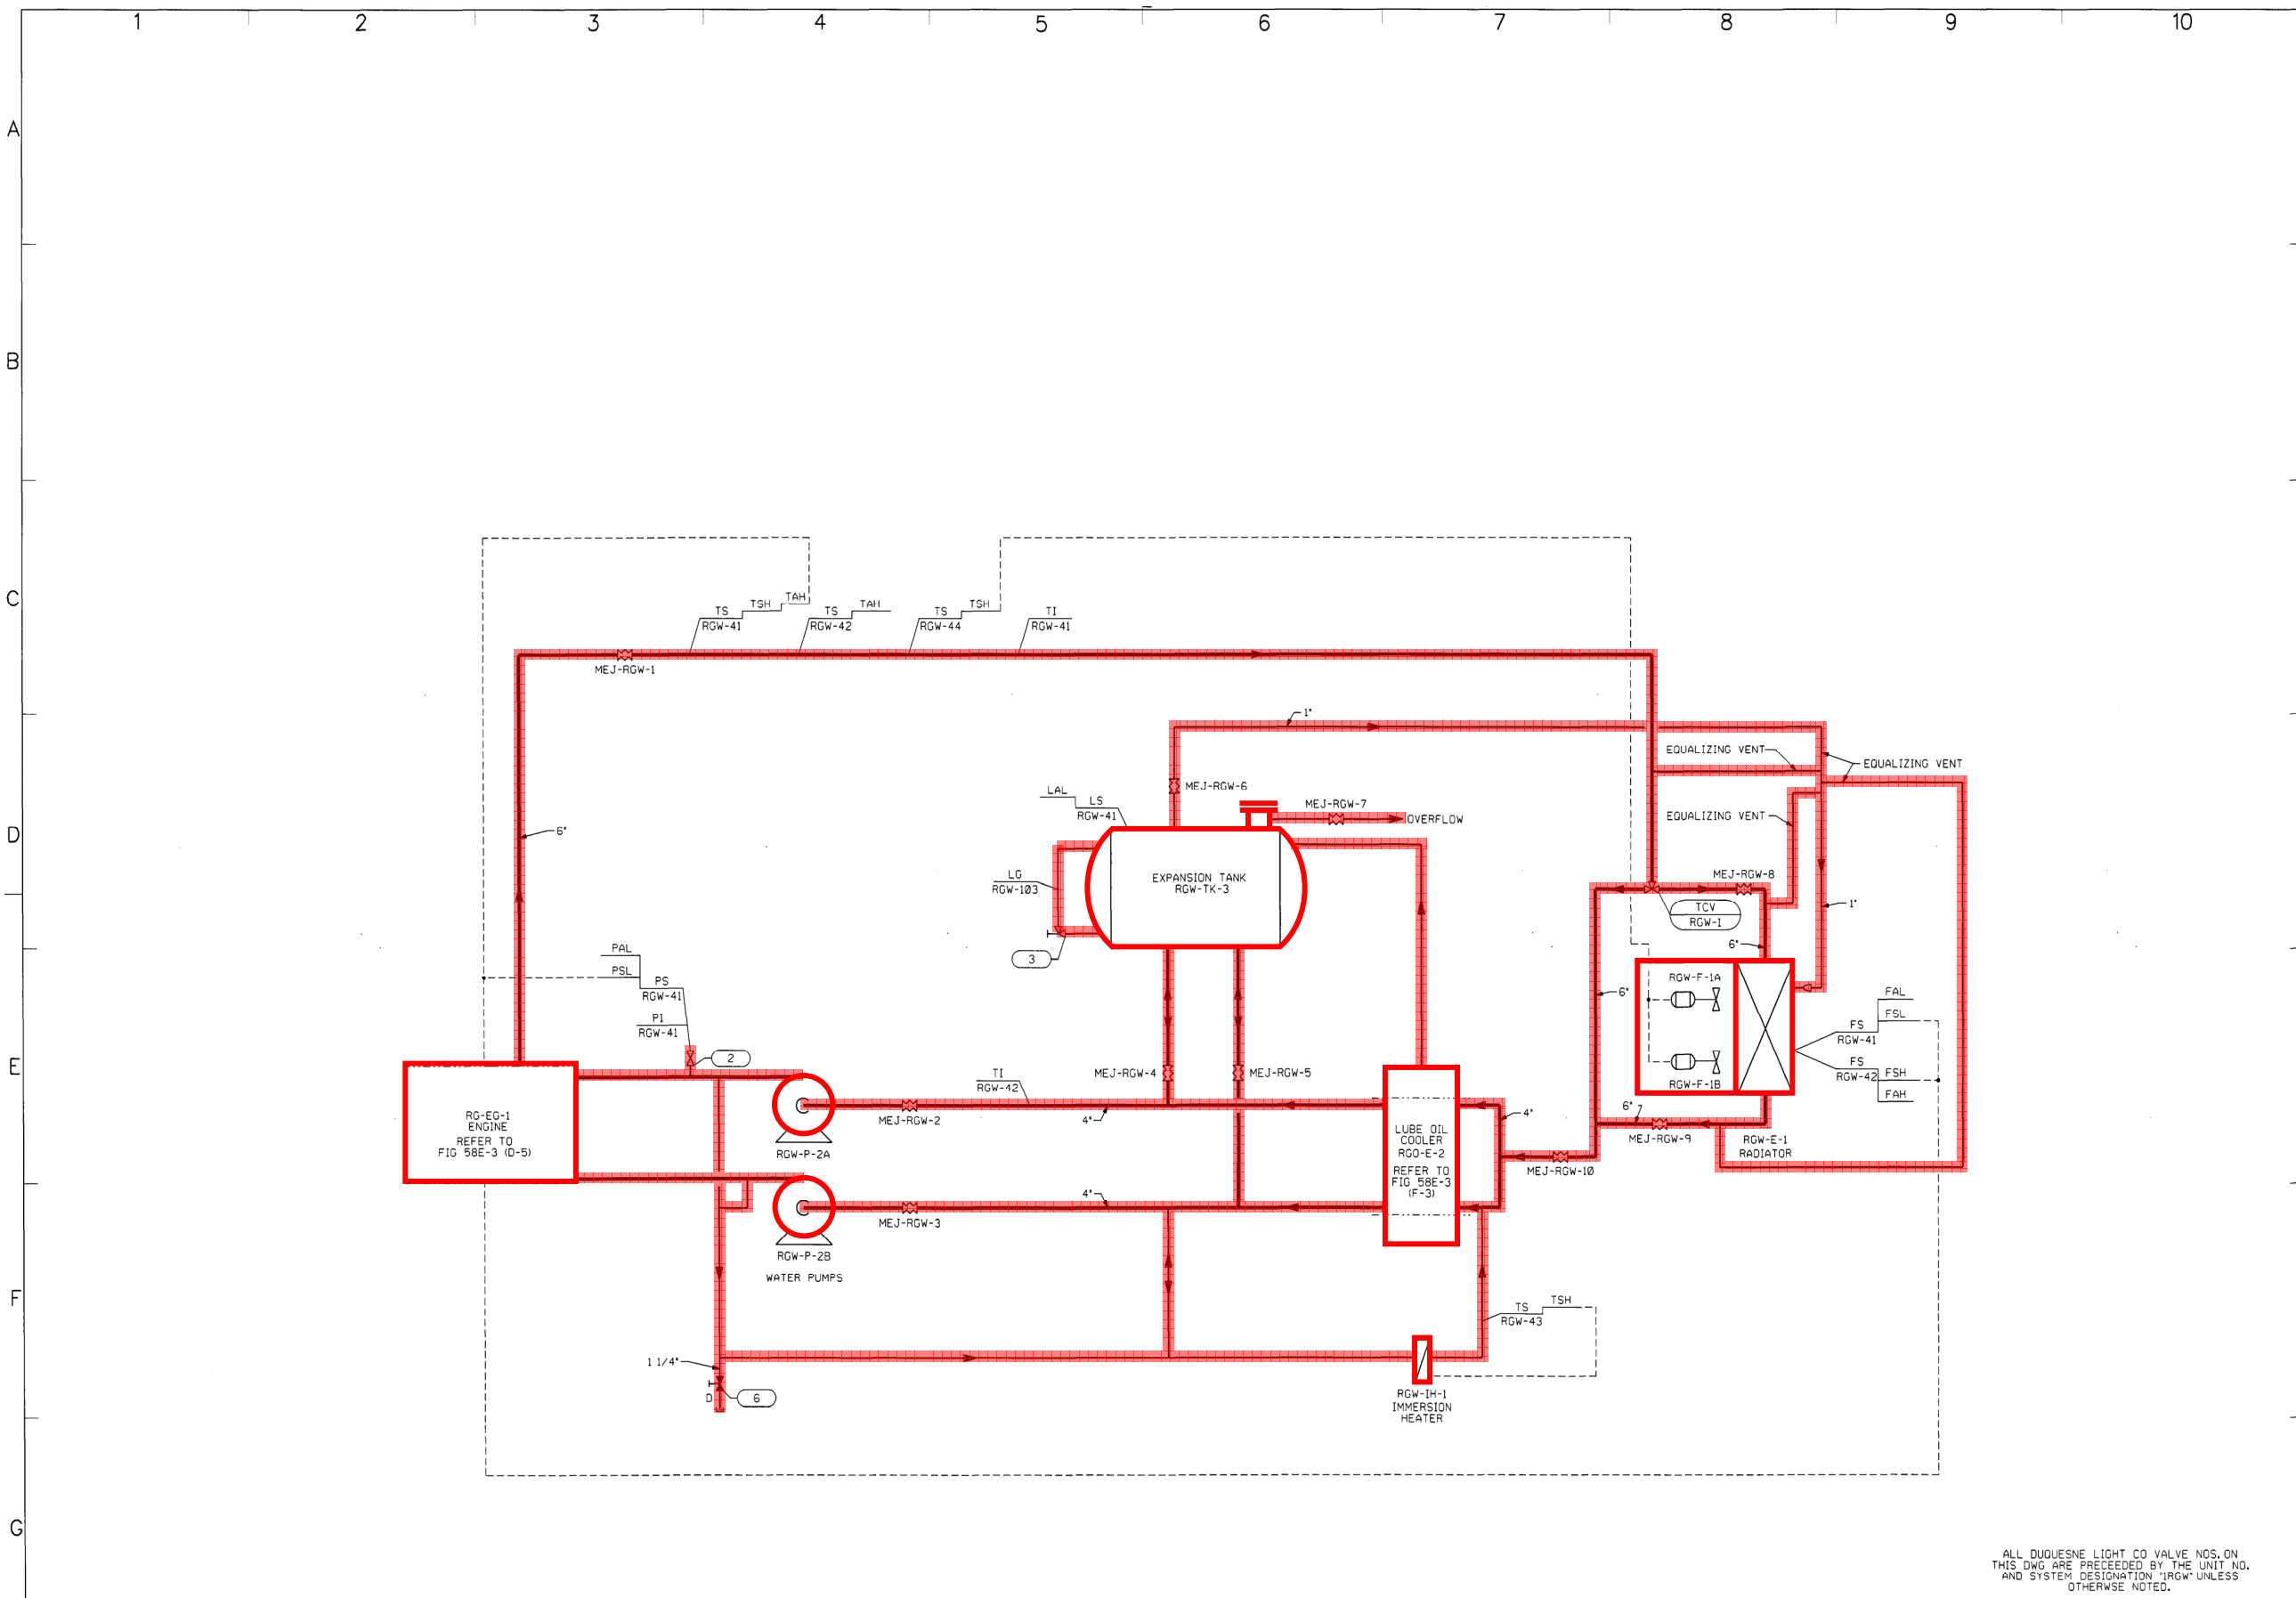 1 2 3 4 5 6 7 8 9 10
A
B
C
D
E
F
G
TS TSH TAH
RGW-41
TS TAH
RGW-42
TS TSH
RGW-44
TI
RGW-41
MEJ-RGW-1
1"
EQUALIZING VENT
EQUALIZING VENT
MEJ-RGW-6
LAL LS
RGW-41
MEJ-RGW-7
OVERFLOW
EQUALIZING VENT
6"
LG
RGW-103
EXPANSION TANK
RGW-TK-3
MEJ-RGW-8
TCV
RGW-1
1"
6"
3
PAL
PSL PS
RGW-41
PI
RGW-41
2
6"
RGW-F-1A
RGW-F-1B
FAL
FSL
FS
RGW-41
FS
RGW-42
FSH
FAH
MEJ-RGW-4
MEJ-RGW-5
TI
RGW-42
RG-EG-1
ENGINE
REFER TO
FIG 58E-3 (D-5)
MEJ-RGW-2
4"
RGW-P-2A
LUBE OIL
COOLER
RGO-E-2
REFER TO
FIG 58E-3
(F-3)
4"
6"
MEJ-RGW-9
RGW-E-1
RADIATOR
MEJ-RGW-10
4"
MEJ-RGW-3
RGW-P-2B
WATER PUMPS
TS TSH
RGW-43
1 1/4"
D
6
RGW-IH-1
IMMERSION
HEATER
ALL DUQUESNE LIGHT CO VALVE NOS. ON
THIS DWG ARE PRECEEDED BY THE UNIT NO.
AND SYSTEM DESIGNATION "1RGW" UNLESS
OTHERWSE NOTED.